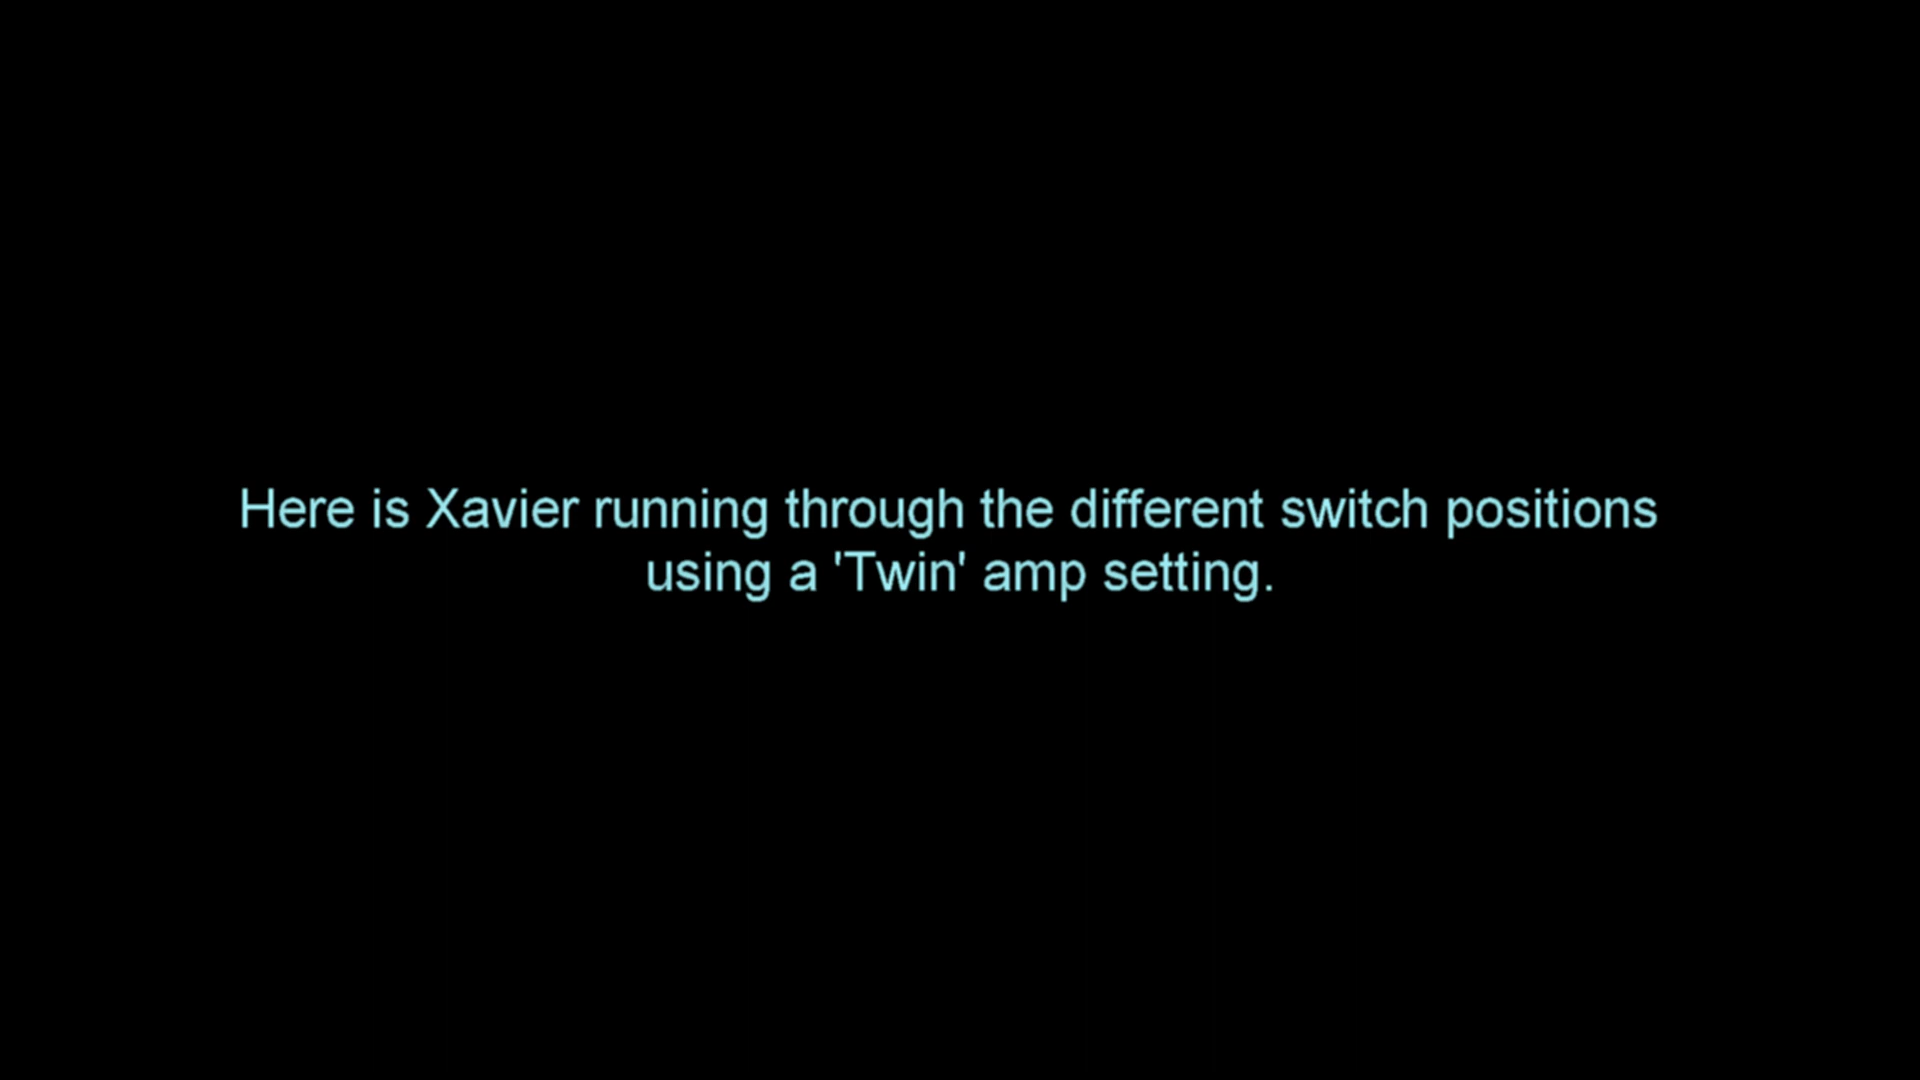 Here is Xavier running through the different switch positions
using a 'Twin' amp setting.